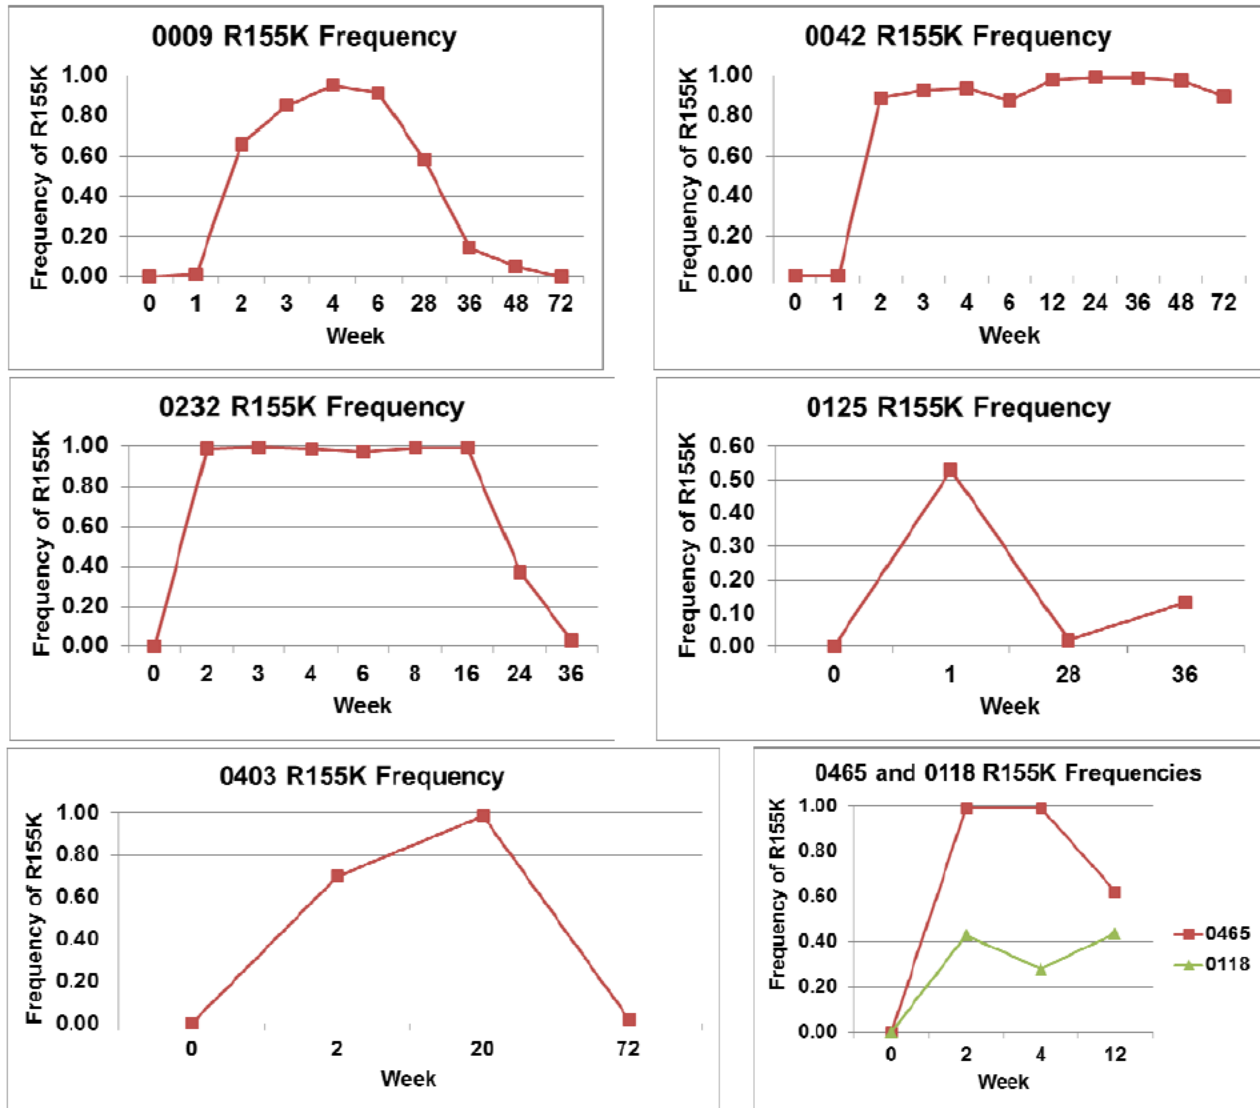 0009 R155K Frequency
Frequency of R155K
1.00
0.80
0.60
0.40
0.20
0.00
0 1 2 3 4 6 28 36 48 72
Week
0042 R155K Frequency
Frequency of R155K
1.00
0.80
0.60
0.40
0.20
0.00
0 1 2 3 4 6 12 24 36 48 72
Week
0232 R155K Frequency
Frequency of R155K
1.00
0.80
0.60
0.40
0.20
0.00
0 2 3 4 6 8 16 24 36
Week
0125 R155K Frequency
Frequency of R155K
0.60
0.50
0.40
0.30
0.20
0.10
0.00
0 1 28 36
Week
0403 R155K Frequency
Frequency of R155K
1.00
0.80
0.60
0.40
0.20
0.00
0 2 20 72
Week
0465 and 0118 R155K Frequencies
Frequency of R155K
1.00
0.80
0.60
0.40
0.20
0.00
0 2 4 12
Week
0465
0118